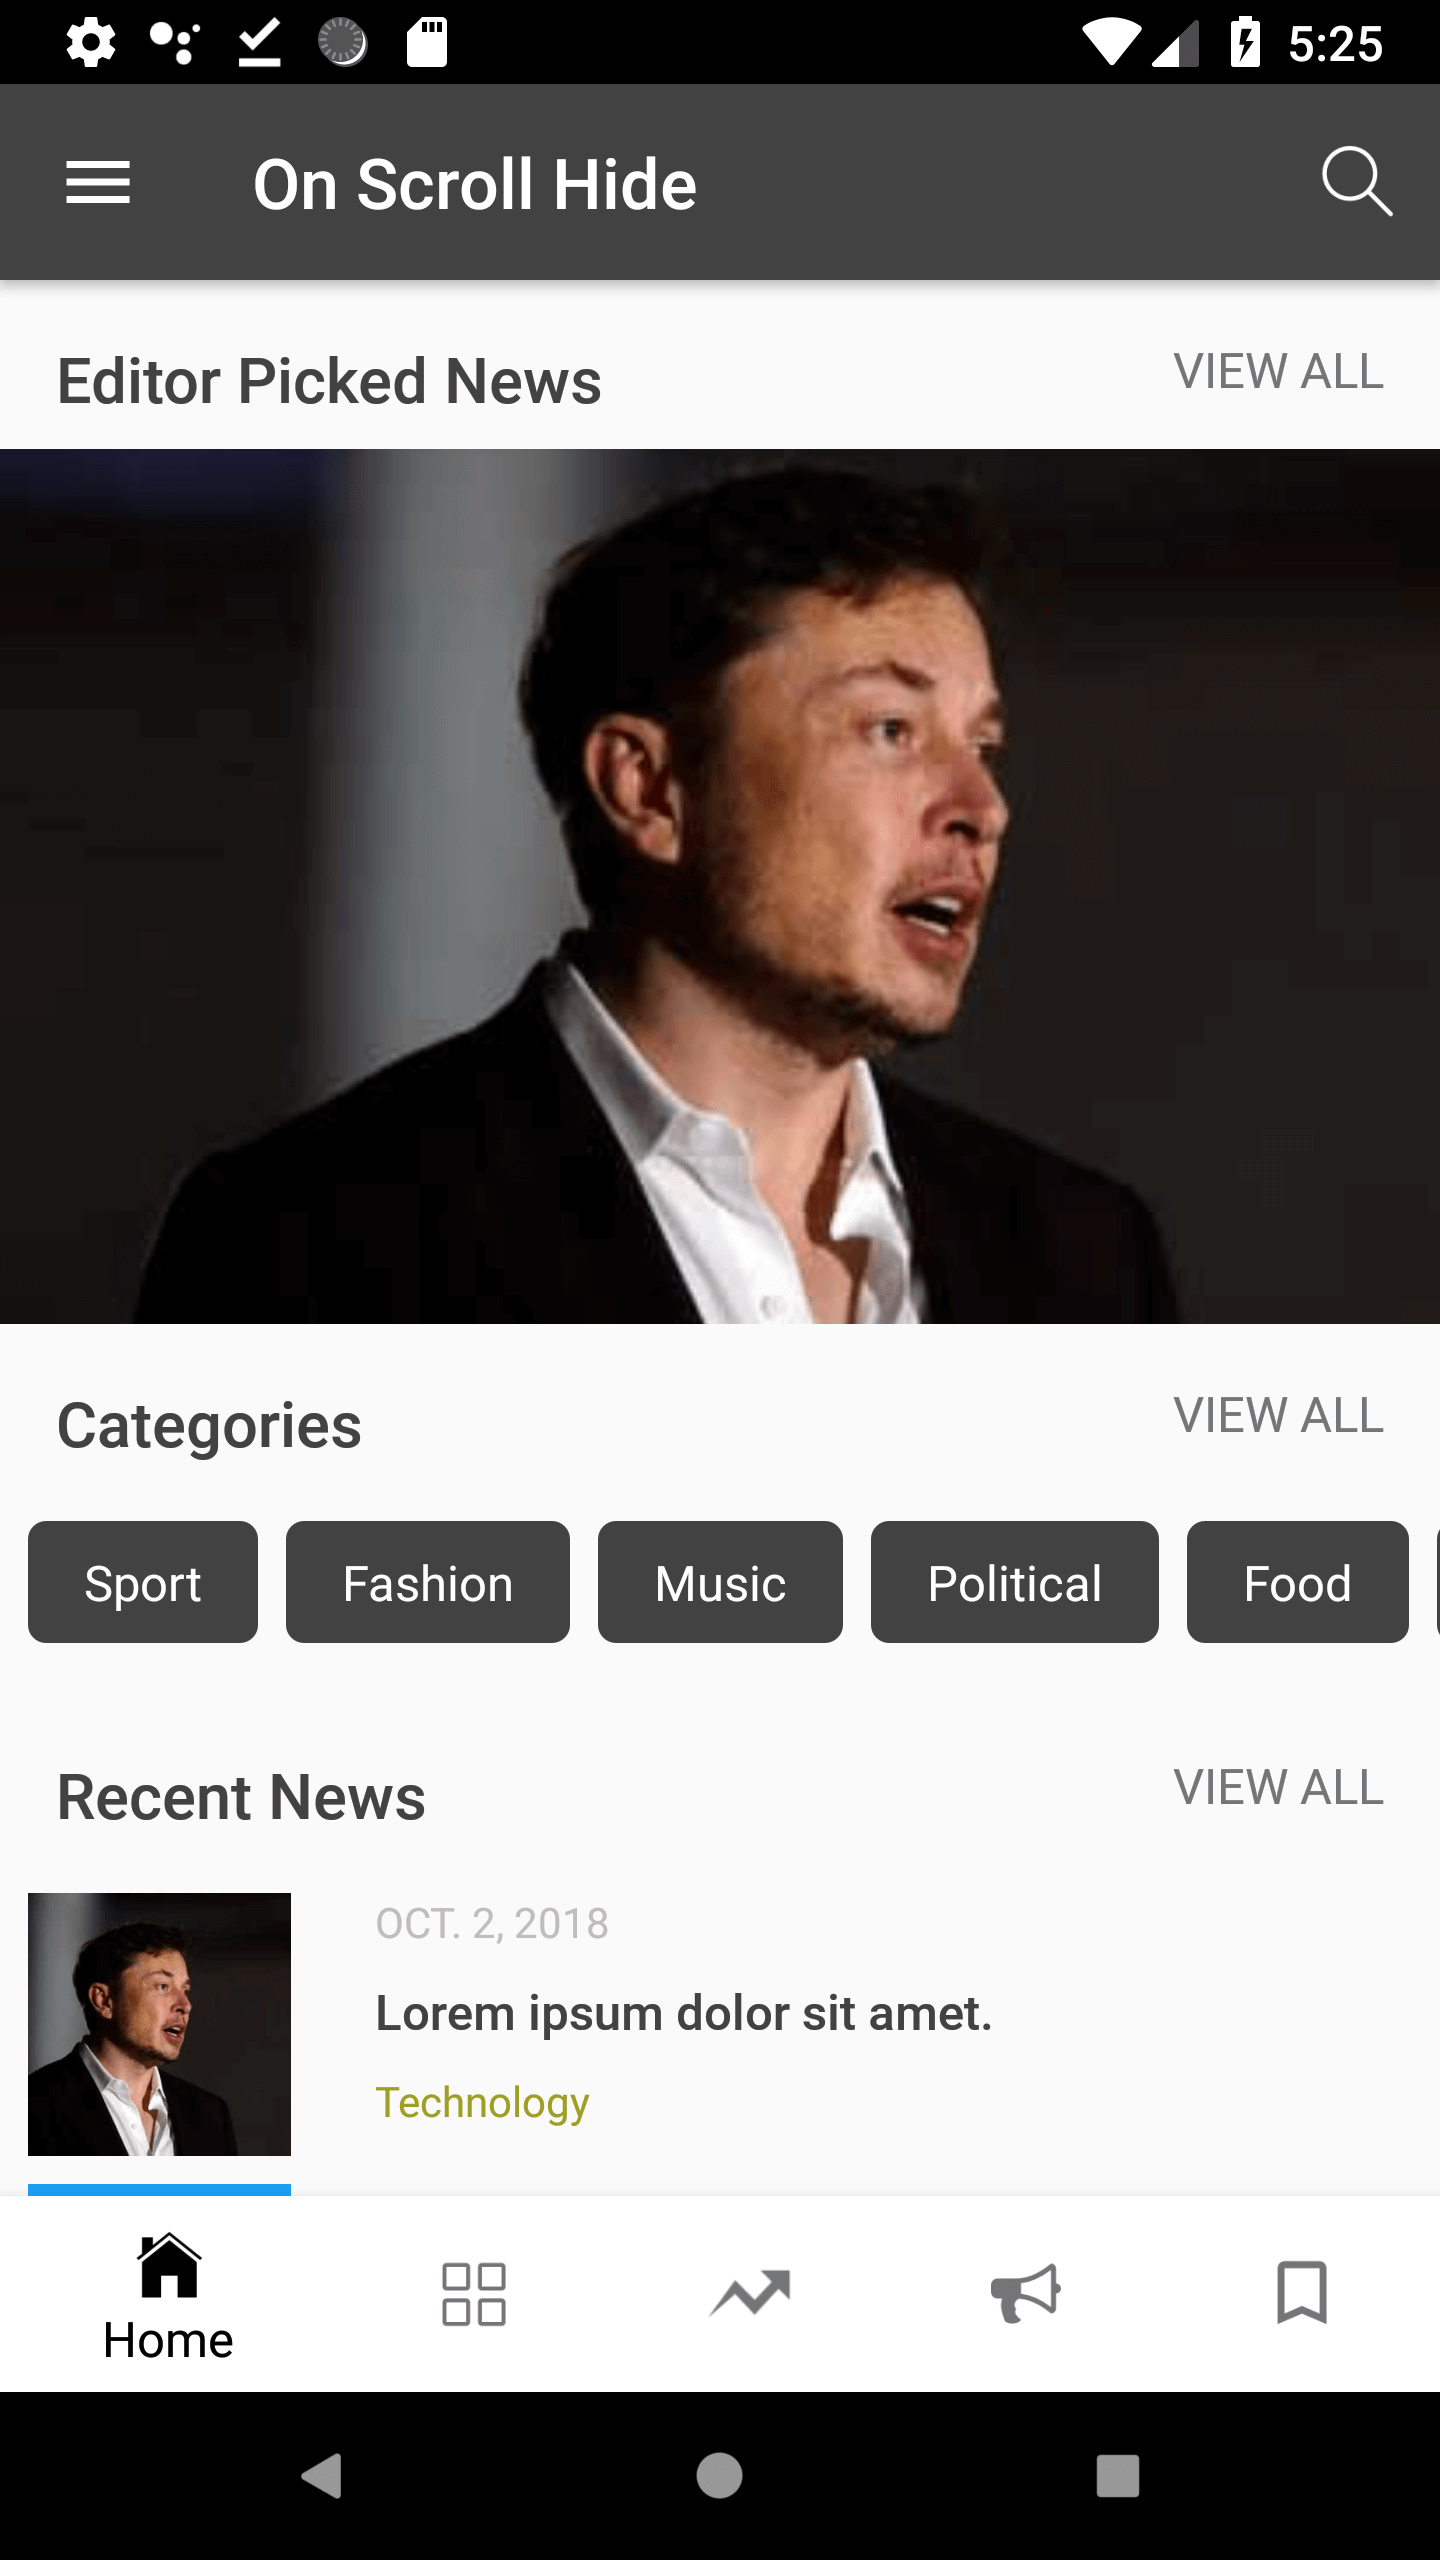 5:25
On Scroll Hide
Editor Picked News
VIEW ALL
Categories
VIEW ALL
Sport
Fashion
Music
Political
Food
Recent News
VIEW ALL
OCT. 2, 2018
Lorem ipsum dolor sit amet.
Technology
Home